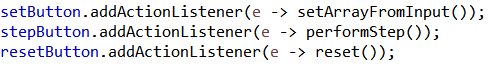 setButton.addActionListener(e -> setArrayFromInput());
stepButton.addActionListener(e -> performStep());
resetButton.addActionListener(e -> reset());